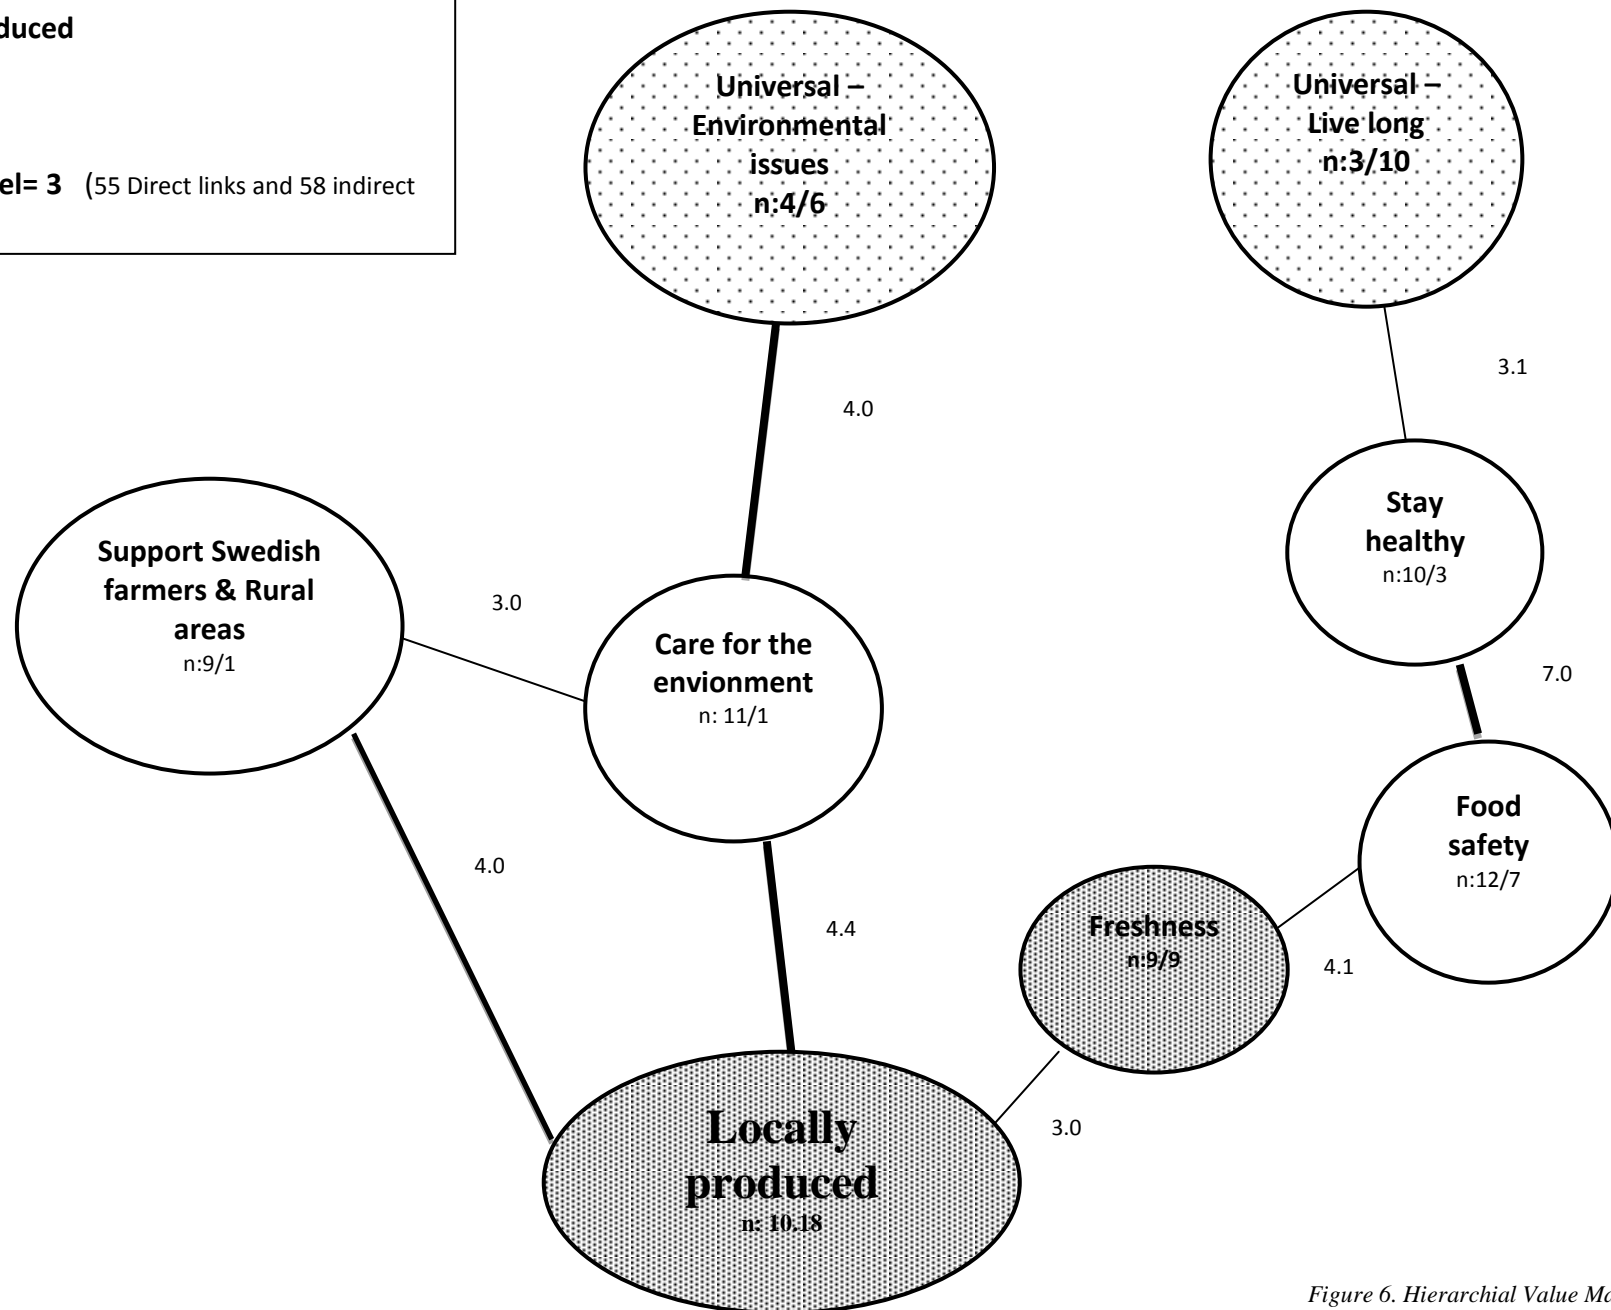 duced
el= 3 (55 Direct links and 58 indirect
Universal –
Environmental
issues
n:4/6
Universal –
Live long
n:3/10
3.1
4.0
Stay
healthy
n:10/3
Support Swedish
farmers & Rural
areas
n:9/1
3.0
Care for the
envionment
n: 11/1
7.0
Food
safety
n:12/7
4.0
4.4
Freshness
n:9/9
4.1
Locally
produced
n: 10.18
3.0
Figure 6. Hierarchial Value Ma